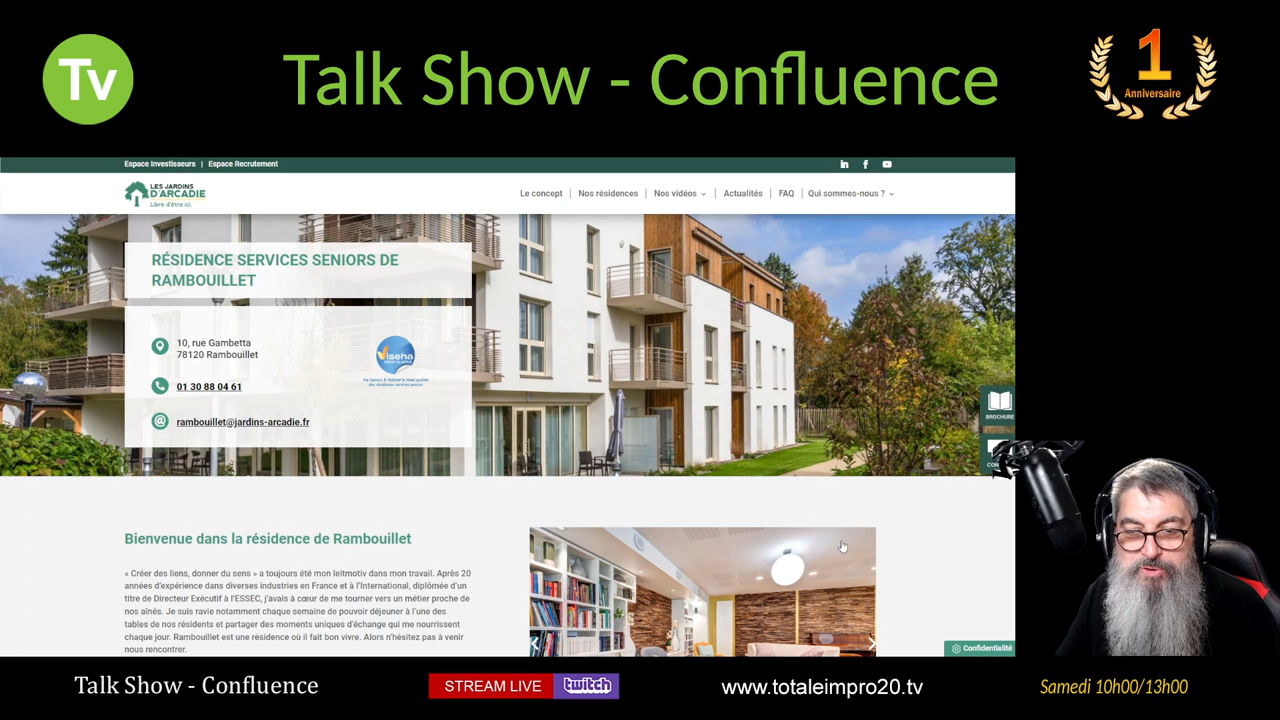 Tv
Talk Show - Confluence
1
Anniversaire
Espace Investisseurs | Espace Recrutement
LES JARDINS
D'ARCADIE
Libre d'être ici.
Le concept | Nos résidences | Nos vidéos | Actualités | FAQ | Qui sommes-nous ?
RÉSIDENCE SERVICES SENIORS DE
RAMBOUILLET
10, rue Gambetta
78120 Rambouillet
Viseha
01 30 88 04 61
rambouillet@jardins-arcadie.fr
BROCHURE
CON
Bienvenue dans la résidence de Rambouillet
« Créer des liens, donner du sens » a toujours été mon leitmotiv dans mon travail. Après 20
années d'expérience dans diverses industries en France et à l'International, diplômée d'un
titre de Directeur Exécutif à l'ESSEC, j'avais à cœur de me tourner vers un métier proche de
nos aînés. Je suis ravie notamment chaque semaine de pouvoir déjeuner à l'une des
tables de nos résidents et partager des moments uniques d'échange qui me nourrissent
chaque jour. Rambouillet est une résidence où il fait bon vivre. Alors n'hésitez pas à venir
nous rencontrer.
Confidentialité
Talk Show - Confluence
STREAM LIVE twitch
www.totaleimpro20.tv
Samedi 10h00/13h00